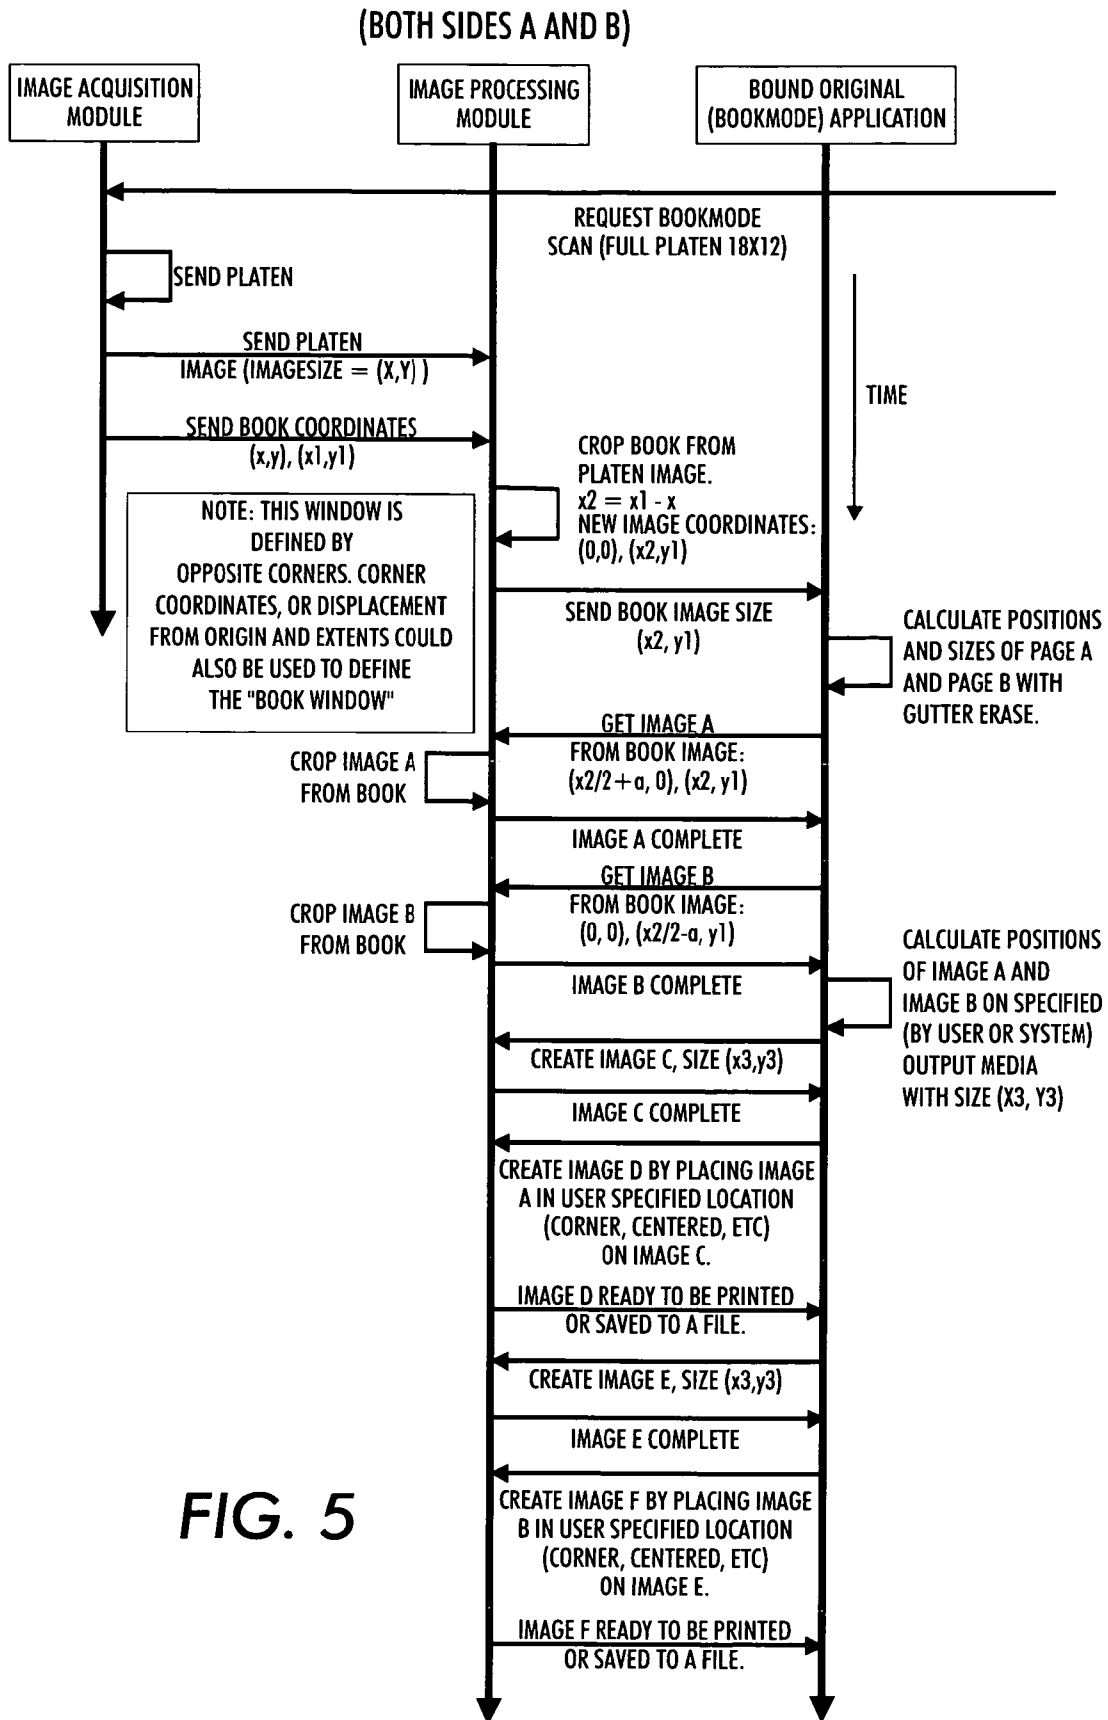 (BOTH SIDES A AND B)
IMAGE ACQUISITION
MODULE
IMAGE PROCESSING
MODULE
BOUND ORIGINAL
(BOOKMODE) APPLICATION
REQUEST BOOKMODE
SCAN (FULL PLATEN 18X12)
SEND PLATEN
SEND PLATEN
IMAGE (IMAGESIZE = (X,Y) )
TIME
SEND BOOK COORDINATES
(x,y), (x1,y1)
CROP BOOK FROM
PLATEN IMAGE.
x2 = x1 - x
NEW IMAGE COORDINATES:
(0,0), (x2,y1)
NOTE: THIS WINDOW IS
DEFINED BY
OPPOSITE CORNERS. CORNER
COORDINATES, OR DISPLACEMENT
FROM ORIGIN AND EXTENTS COULD
ALSO BE USED TO DEFINE
THE "BOOK WINDOW"
SEND BOOK IMAGE SIZE
(x2, y1)
CALCULATE POSITIONS
AND SIZES OF PAGE A
AND PAGE B WITH
GUTTER ERASE.
GET IMAGE A
FROM BOOK IMAGE:
(x2/2+a, 0), (x2, y1)
CROP IMAGE A
FROM BOOK
IMAGE A COMPLETE
GET IMAGE B
FROM BOOK IMAGE:
(0, 0), (x2/2-a, y1)
CROP IMAGE B
FROM BOOK
IMAGE B COMPLETE
CALCULATE POSITIONS
OF IMAGE A AND
IMAGE B ON SPECIFIED
(BY USER OR SYSTEM)
OUTPUT MEDIA
WITH SIZE (X3, Y3)
CREATE IMAGE C, SIZE (x3,y3)
IMAGE C COMPLETE
CREATE IMAGE D BY PLACING IMAGE
A IN USER SPECIFIED LOCATION
(CORNER, CENTERED, ETC)
ON IMAGE C.
IMAGE D READY TO BE PRINTED
OR SAVED TO A FILE.
CREATE IMAGE E, SIZE (x3,y3)
IMAGE E COMPLETE
CREATE IMAGE F BY PLACING IMAGE
B IN USER SPECIFIED LOCATION
(CORNER, CENTERED, ETC)
ON IMAGE E.
IMAGE F READY TO BE PRINTED
OR SAVED TO A FILE.
FIG. 5